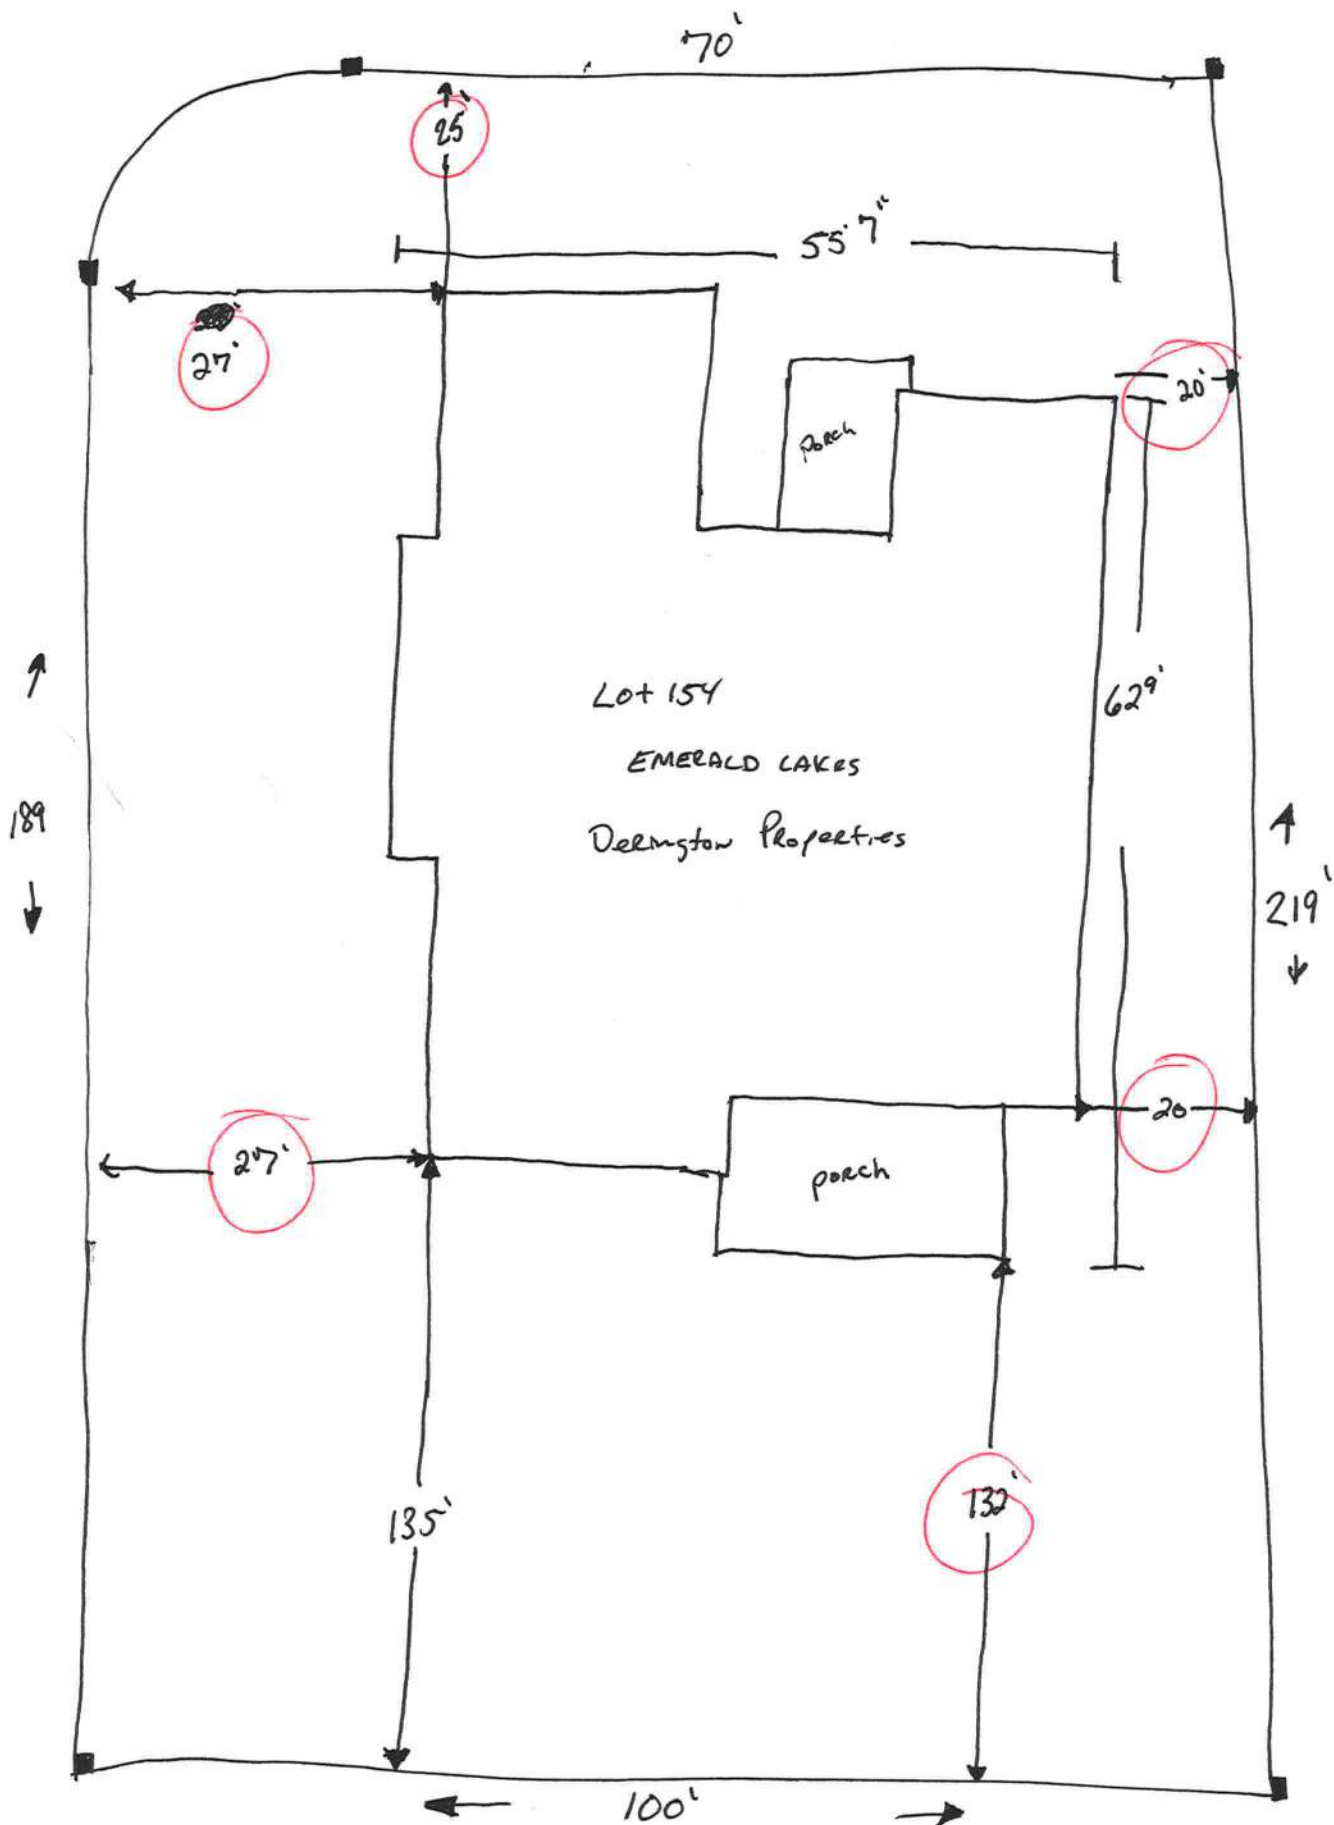 70'
25'
55'7"
27'
20'
Porch
Lot 154
62 9'
EMERALD LAKES
189
Derington Properties
219'
20
27'
porch
132'
135'
100'